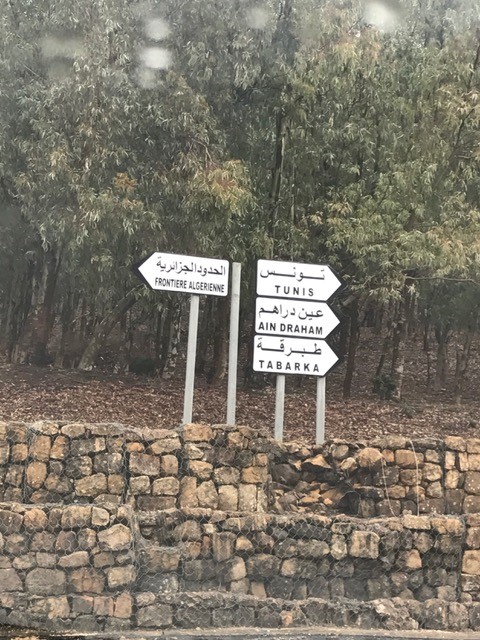 الحدود الجزائرية
FRONTIERE ALGERIENNE
تونس
TUNIS
عين دراهم
AIN DRAHAM
طبرقة
TABARKA